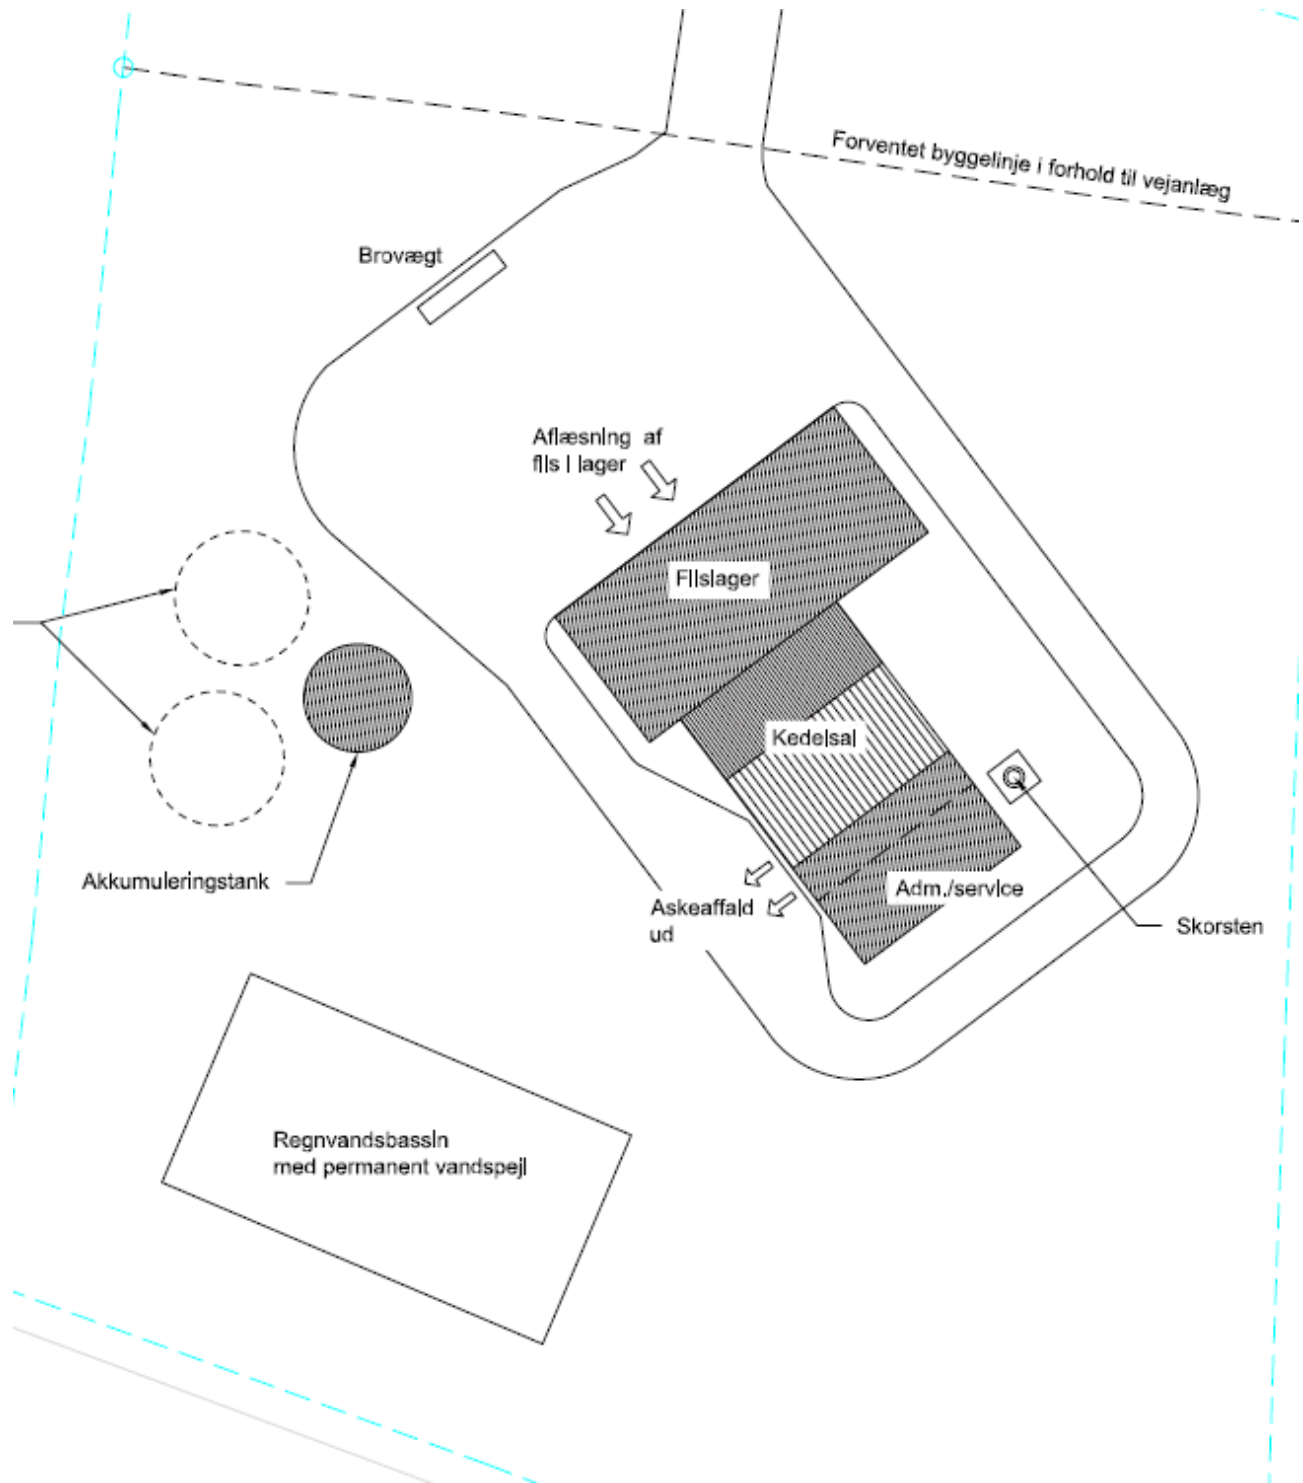 Forventet byggelinje i forhold til vejanlæg
Brovægt
Aflæsning af
flis i lager
Flislager
Kedelsal
Akkumuleringstank
Adm./service
Askeaffald
ud
Skorsten
Regnvandsbassin
med permanent vandspejl